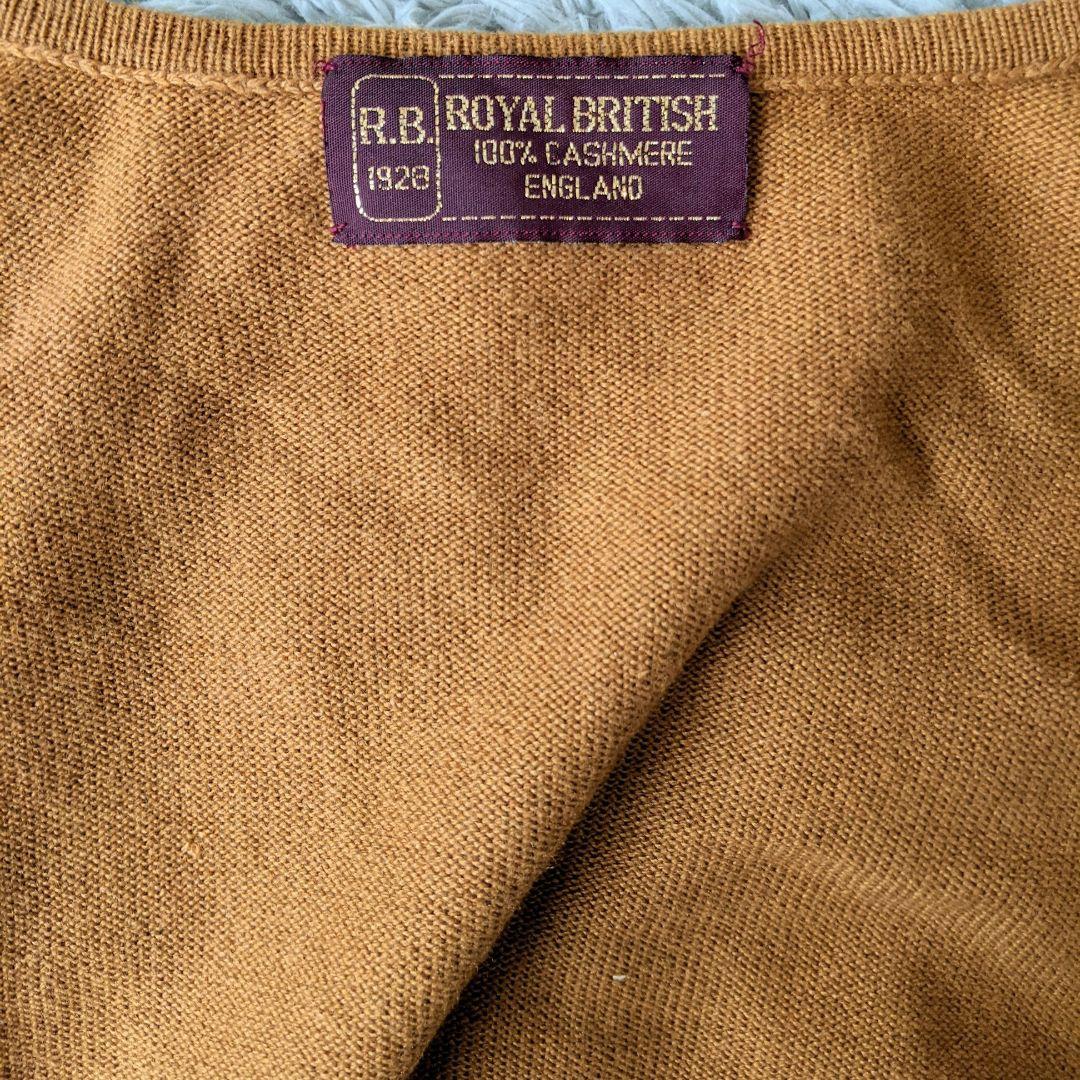 R.B.
1928
ROYAL BRITISH
100% CASHMERE
ENGLAND